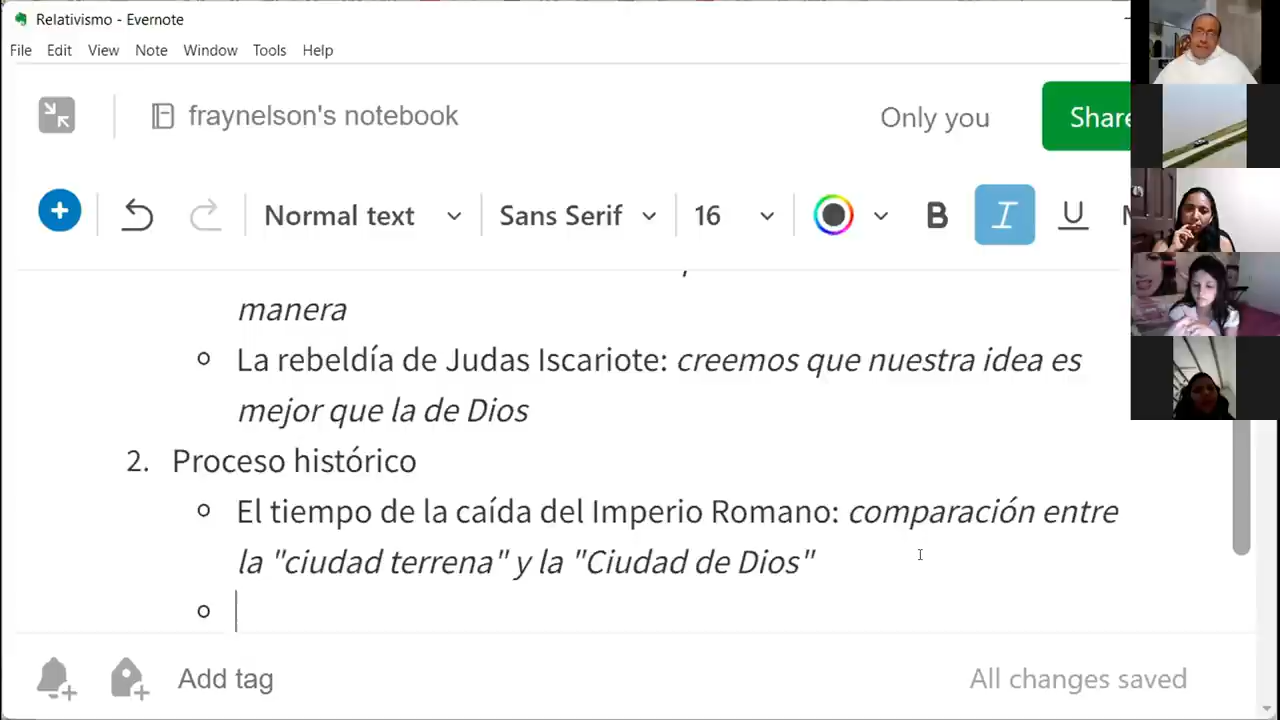 Relativismo - Evernote
File Edit View Note Window Tools Help
fraynelson's notebook
Only you
Share
Normal text
Sans Serif
16
B I U
manera
La rebeldía de Judas Iscariote: creemos que nuestra idea es
mejor que la de Dios
2. Proceso histórico
El tiempo de la caída del Imperio Romano: comparación entre
la "ciudad terrena" y la "Ciudad de Dios"
Add tag
All changes saved